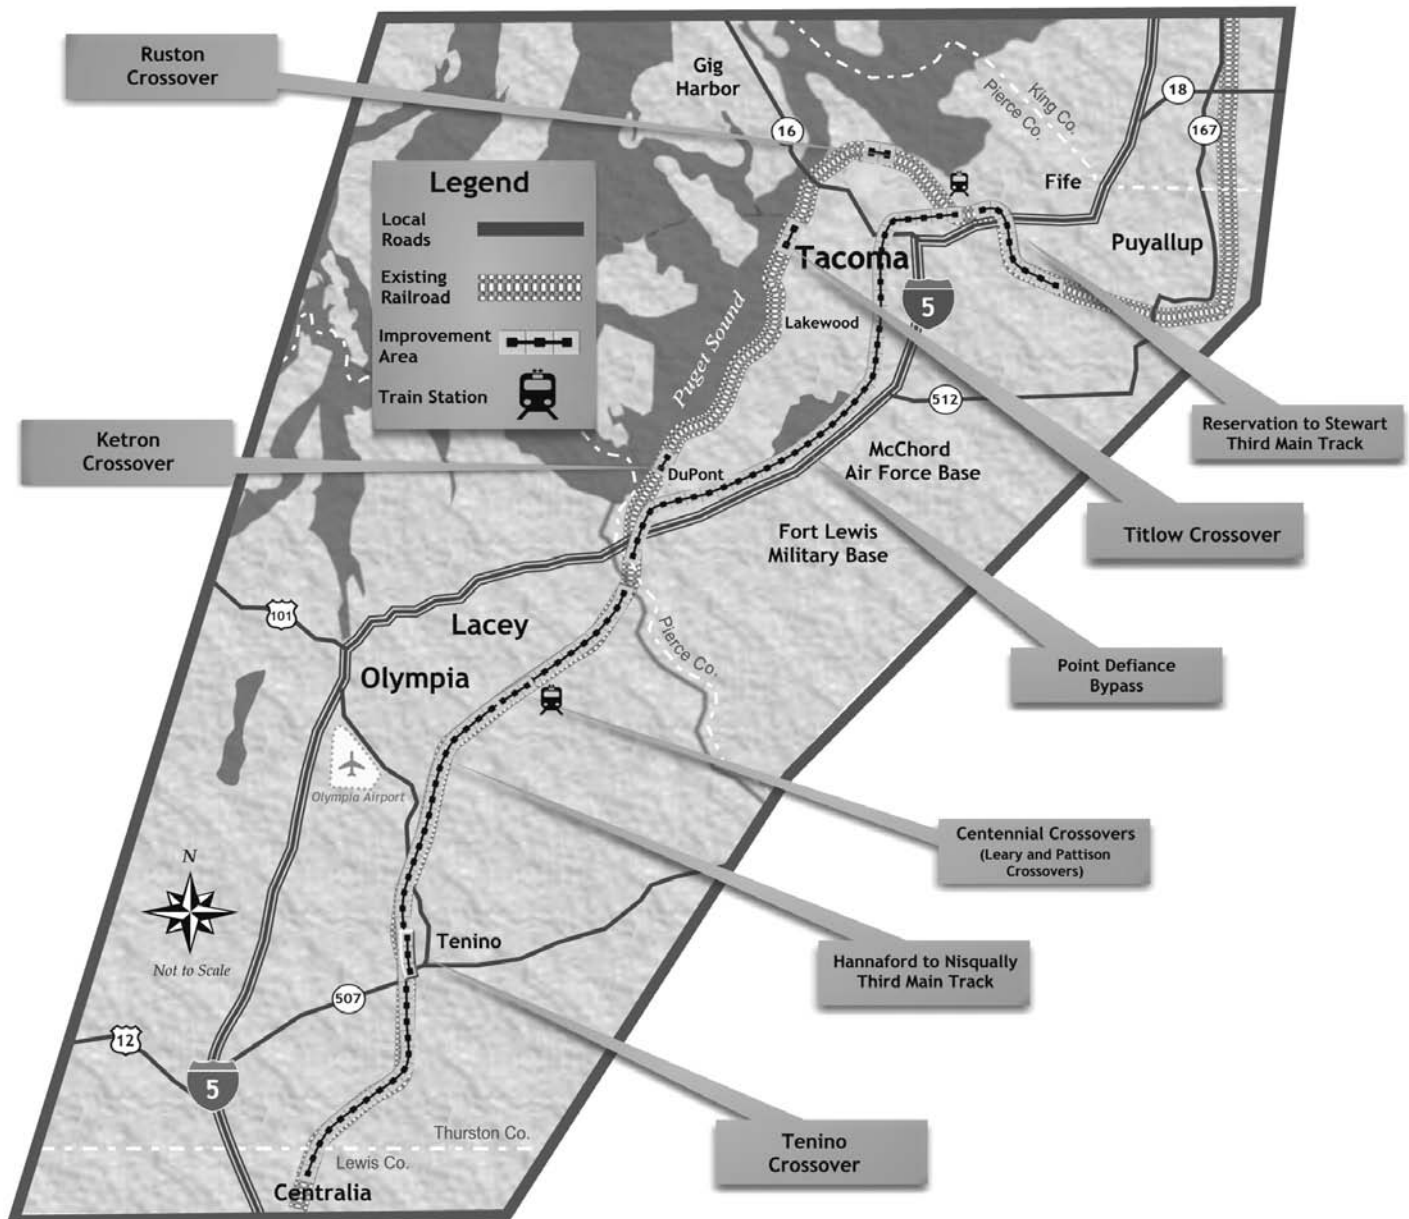 Ruston
Crossover
Gig
Harbor
King Co.
Pierce Co.
18
167
16
Legend
Local
Roads
Existing
Railroad
Improvement
Area
Train Station
Fife
Puyallup
Tacoma
5
Lakewood
Puget Sound
512
Reservation to Stewart
Third Main Track
Ketron
Crossover
DuPont
McChord
Air Force Base
Fort Lewis
Military Base
Titlow Crossover
101
Lacey
Pierce Co.
Olympia
Point Defiance
Bypass
Olympia Airport
Centennial Crossovers
(Leary and Pattison
Crossovers)
N
Not to Scale
Tenino
Hannaford to Nisqually
Third Main Track
507
12
5
Thurston Co.
Lewis Co.
Centralia
Tenino
Crossover